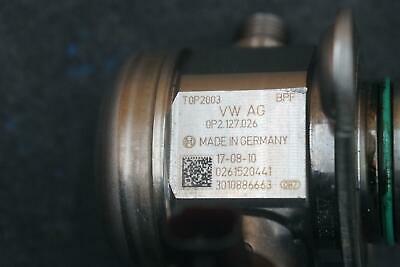 T0P2003 BPF
VW AG
0P2.127.026
MADE IN GERMANY
17-08-10
0261520441
3010886663